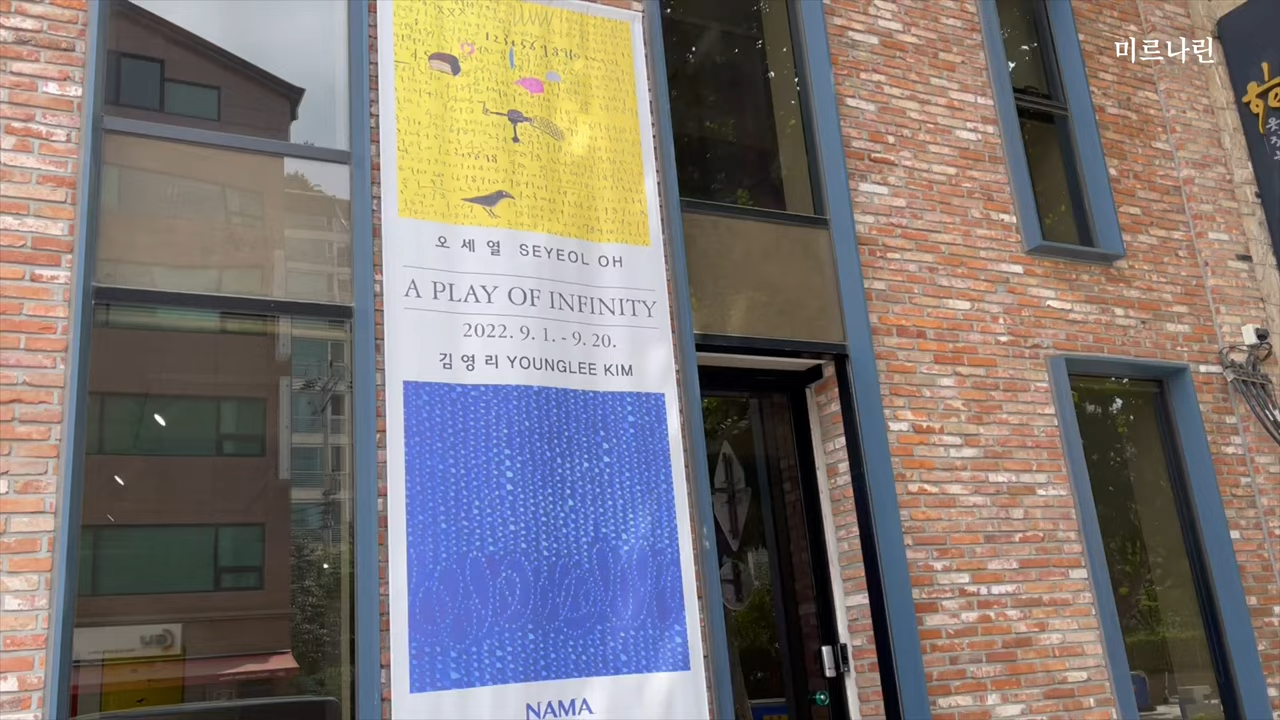 미르나린
xxx
오세열 SEYEOL OH
A PLAY OF INFINITY
2022. 9. 1. - 9. 20.
김영리 YOUNGLEE KIM
NAMA